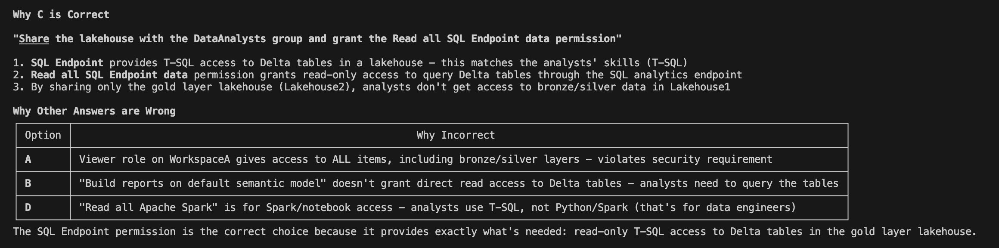 Why C is Correct
"Share the lakehouse with the DataAnalysts group and grant the Read all SQL Endpoint data permission"
1. SQL Endpoint provides T-SQL access to Delta tables in a lakehouse - this matches the analysts' skills (T-SQL)
2. Read all SQL Endpoint data permission grants read-only access to query Delta tables through the SQL analytics endpoint
3. By sharing only the gold layer lakehouse (Lakehouse2), analysts don't get access to bronze/silver data in Lakehouse1
Why Other Answers are Wrong
Option Why Incorrect
A Viewer role on WorkspaceA gives access to ALL items, including bronze/silver layers - violates security requirement
B "Build reports on default semantic model" doesn't grant direct read access to Delta tables - analysts need to query the tables
D "Read all Apache Spark" is for Spark/notebook access - analysts use T-SQL, not Python/Spark (that's for data engineers)
The SQL Endpoint permission is the correct choice because it provides exactly what's needed: read-only T-SQL access to Delta tables in the gold layer lakehouse.